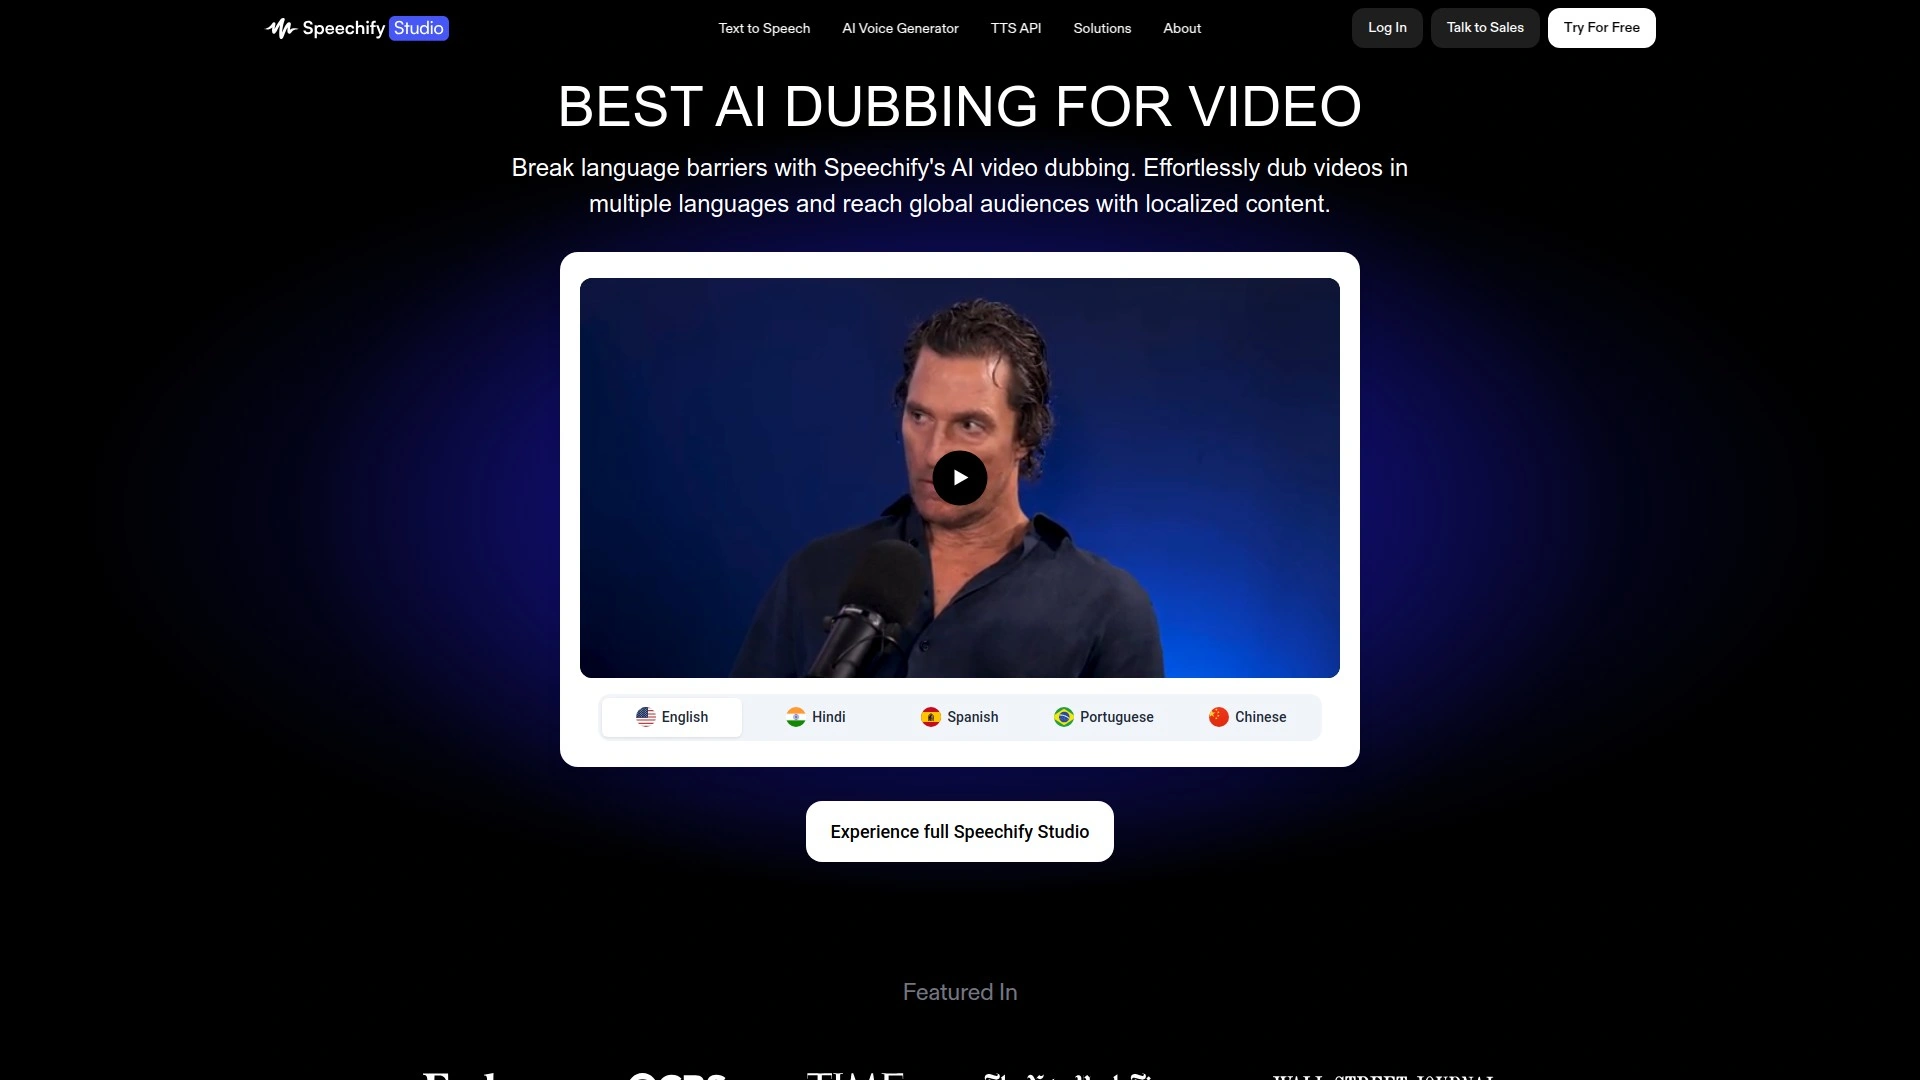 Speechify Studio
Text to Speech
AI Voice Generator
TTS API
Solutions
About
Log In
Talk to Sales
Try For Free
BEST AI DUBBING FOR VIDEO
Break language barriers with Speechify's AI video dubbing. Effortlessly dub videos in
multiple languages and reach global audiences with localized content.
English
Hindi
Spanish
Portuguese
Chinese
Experience full Speechify Studio
Featured In